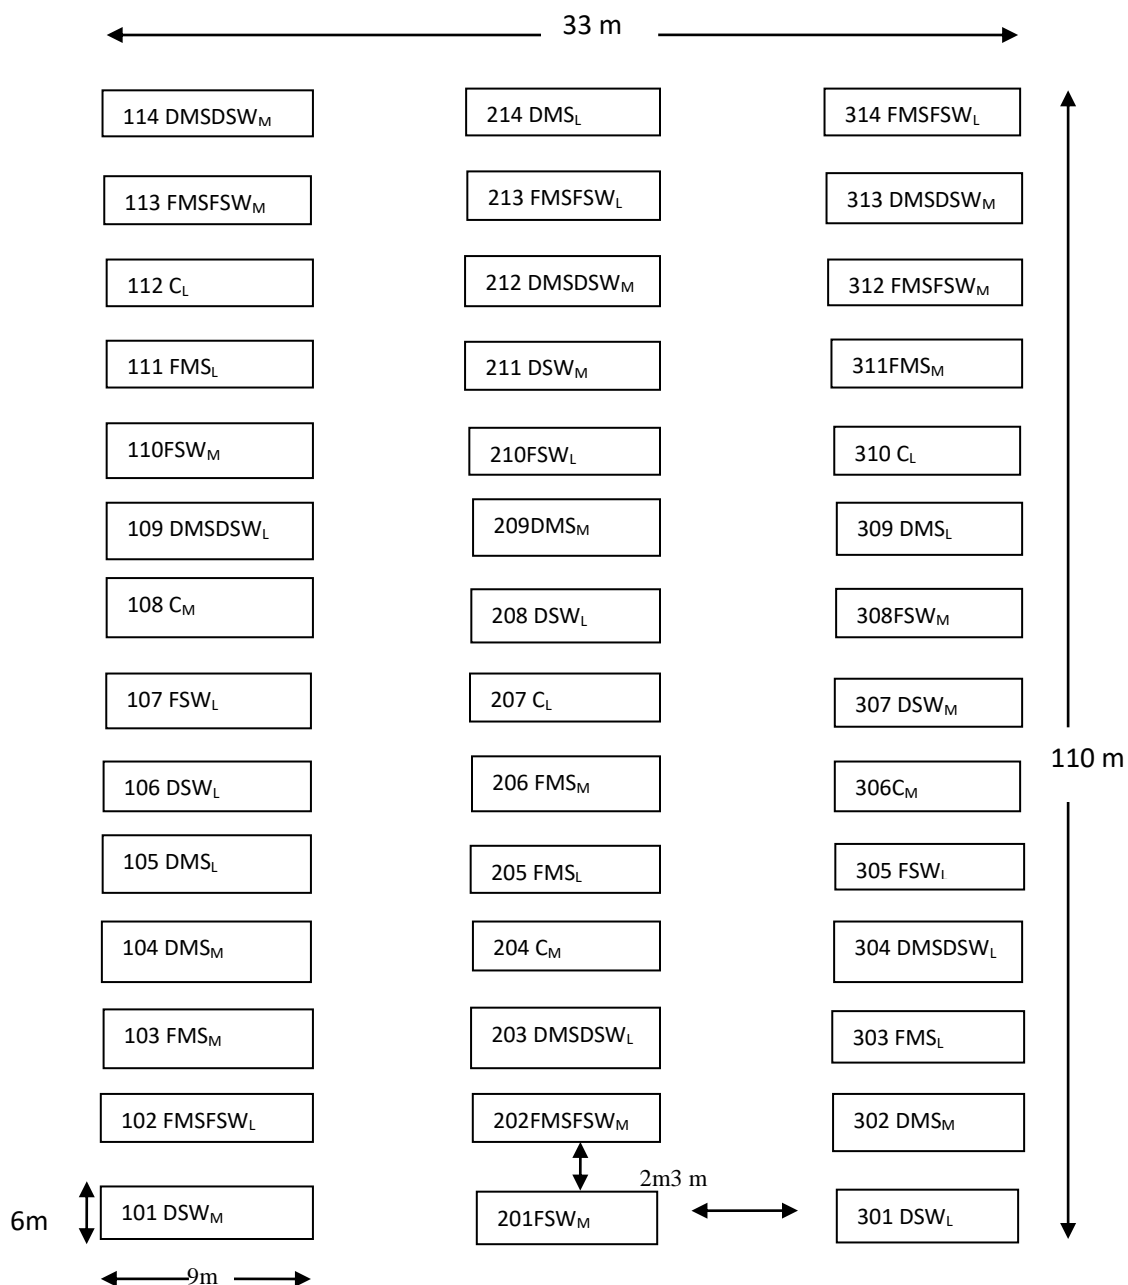 33 m
114 DMSDSWM 214 DMSL 314 FMSFSWL
113 FMSFSWM 213 FMSFSWL 313 DMSDSWM
112 CL 212 DMSDSWM 312 FMSFSWM
111 FMSL 211 DSWM 311FMSM
110FSWM 210FSWL 310 CL
109 DMSDSWL 209DMSM 309 DMSL
108 CM 208 DSWL 308FSWM
107 FSWL 207 CL 307 DSWM
110 m
106 DSWL 206 FMSM 306CM
105 DMSL 205 FMSL 305 FSWL
104 DMSM 204 CM 304 DMSDSWL
103 FMSM 203 DMSDSWL 303 FMSL
102 FMSFSWL 202FMSFSWM 302 DMSM
2m3 m
6m 101 DSWM 201FSWM 301 DSWL
9m